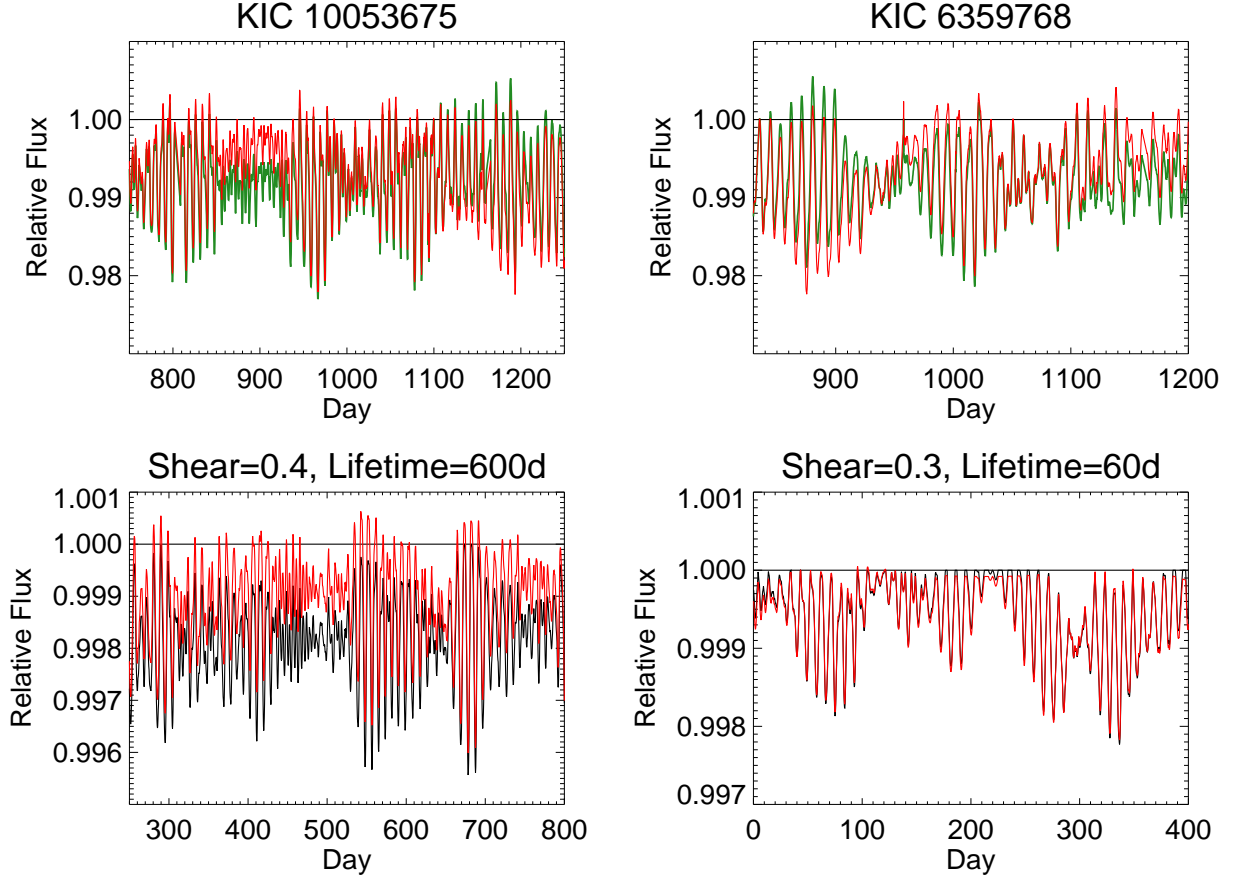 KIC 10053675
Relative Flux
1.00
0.99
0.98
800 900 1000 1100 1200
Day
KIC 6359768
Relative Flux
1.00
0.99
0.98
900 1000 1100 1200
Day
Shear=0.4, Lifetime=600d
Relative Flux
1.001
1.000
0.999
0.998
0.997
0.996
300 400 500 600 700 800
Day
Shear=0.3, Lifetime=60d
Relative Flux
1.001
1.000
0.999
0.998
0.997
0 100 200 300 400
Day